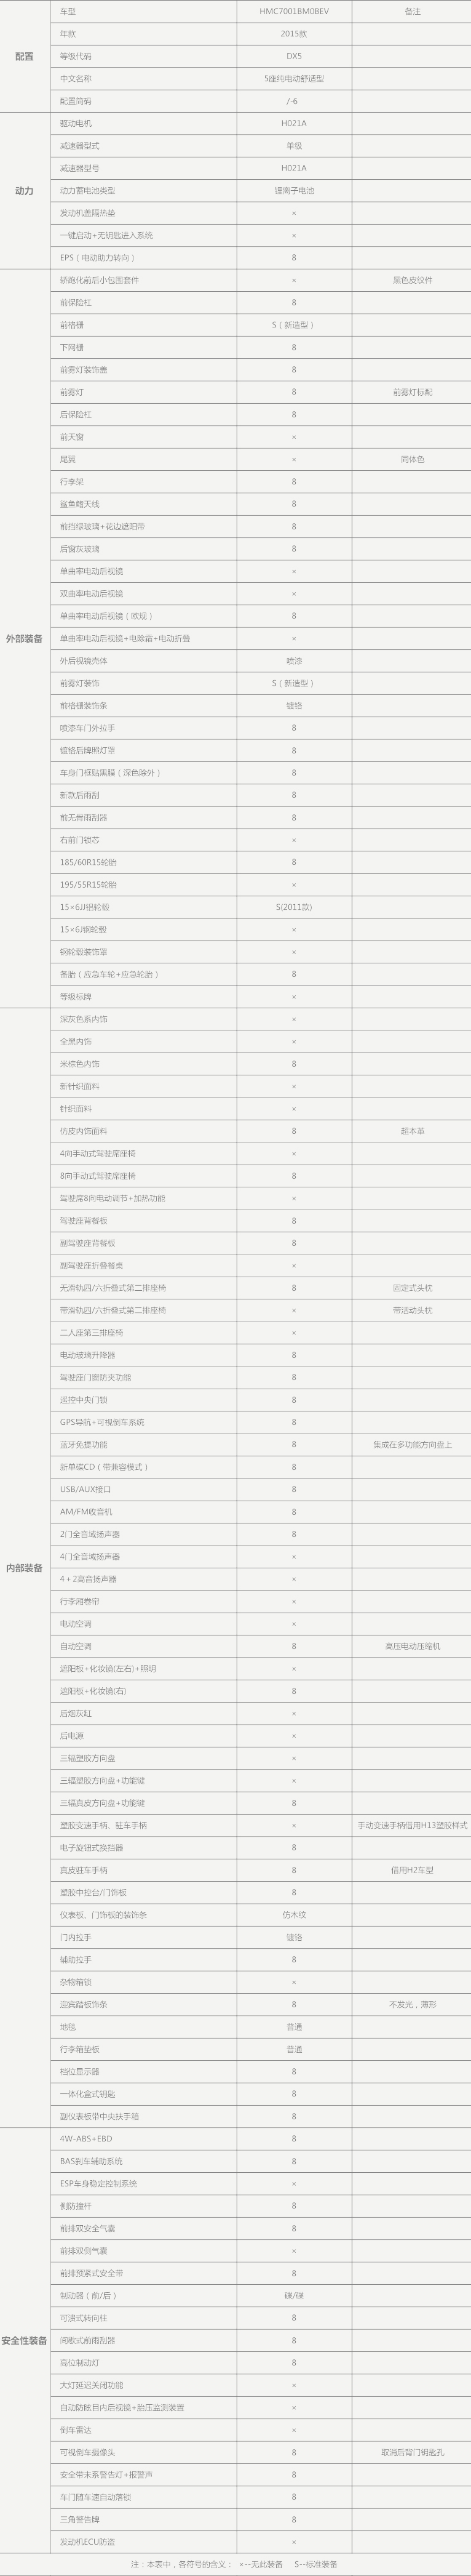 车型 HMC7001BM0BEV 备注
年款 2015款
配置
等级代码 DX5
中文名称 5座纯电动舒适型
配置简码 /-6
驱动电机 H021A
减速器型式 单级
减速器型号 H021A
动力
动力蓄电池类型 锂离子电池
发动机盖隔热垫 ×
一键启动+无钥匙进入系统 ×
EPS（电动助力转向） 8
轿跑化前后小包围套件 × 黑色皮纹件
前保险杠 8
前格栅 S（新造型）
下网栅 8
前雾灯装饰盖 8
前雾灯 8 前雾灯标配
后保险杠 8
前天窗 ×
尾翼 × 同体色
行李架 8
鲨鱼鳍天线 8
前挡绿玻璃+花边遮阳带 8
后窗灰玻璃 8
单曲率电动后视镜 ×
双曲率电动后视镜 ×
单曲率电动后视镜（欧规） 8
外部装备
单曲率电动后视镜+电除霜+电动折叠 ×
外后视镜壳体 喷漆
前雾灯装饰 S（新造型）
前格栅装饰条 镀铬
喷漆车门外拉手 8
镀铬后牌照灯罩 8
车身门框贴黑膜（深色除外） 8
新款后雨刮 8
前无骨雨刮器 8
右前门锁芯 ×
185/60R15轮胎 8
195/55R15轮胎 ×
15×6JJ铝轮毂 S(2011款)
15×6J钢轮毂 ×
钢轮毂装饰罩 ×
备胎（应急车轮+应急轮胎） 8
等级标牌 ×
深灰色系内饰 ×
全黑内饰 ×
米棕色内饰 8
新针织面料 ×
针织面料 ×
仿皮内饰面料 8 超本革
4向手动式驾驶席座椅 ×
8向手动式驾驶席座椅 8
驾驶席8向电动调节+加热功能 ×
驾驶座背餐板 8
副驾驶座背餐板 8
副驾驶座折叠餐桌 ×
无滑轨四/六折叠式第二排座椅 8 固定式头枕
带滑轨四/六折叠式第二排座椅 × 带活动头枕
二人座第三排座椅 ×
电动玻璃升降器 8
驾驶座门窗防夹功能 8
遥控中央门锁 8
GPS导航+可视倒车系统 8
蓝牙免提功能 8 集成在多功能方向盘上
新单碟CD（带兼容模式） 8
USB/AUX接口 8
AM/FM收音机 8
2门全音域扬声器 8
4门全音域扬声器 ×
内部装备
4＋2高音扬声器 ×
行李厢卷帘 ×
电动空调 ×
自动空调 8 高压电动压缩机
遮阳板+化妆镜(左右)+照明 ×
遮阳板+化妆镜(右) 8
后烟灰缸 ×
后电源 ×
三辐塑胶方向盘 ×
三辐塑胶方向盘+功能键 ×
三辐真皮方向盘+功能键 8
塑胶变速手柄、驻车手柄 × 手动变速手柄借用H13塑胶样式
电子旋钮式换挡器 8
真皮驻车手柄 8 借用H2车型
塑胶中控台/门饰板 8
仪表板、门饰板的装饰条 仿木纹
门内拉手 镀铬
辅助拉手 8
杂物箱锁 ×
迎宾踏板饰条 8 不发光，薄形
地毯 普通
行李箱垫板 普通
档位显示器 8
一体化盒式钥匙 8
副仪表板带中央扶手箱 8
4W-ABS+EBD 8
BAS刹车辅助系统 8
ESP车身稳定控制系统 ×
侧防撞杆 8
前排双安全气囊 8
前排双侧气囊 ×
前排预紧式安全带 8
制动器（前/后） 碟/碟
可溃式转向柱 8
安全性装备
间歇式前雨刮器 8
高位制动灯 8
大灯延迟关闭功能 ×
自动防眩目内后视镜+胎压监测装置 ×
倒车雷达 ×
可视倒车摄像头 8 取消后背门钥匙孔
安全带未系警告灯+报警声 8
车门随车速自动落锁 8
三角警告牌 8
发动机ECU防盗 ×
注：本表中，各符号的含义： ×--无此装备 S--标准装备